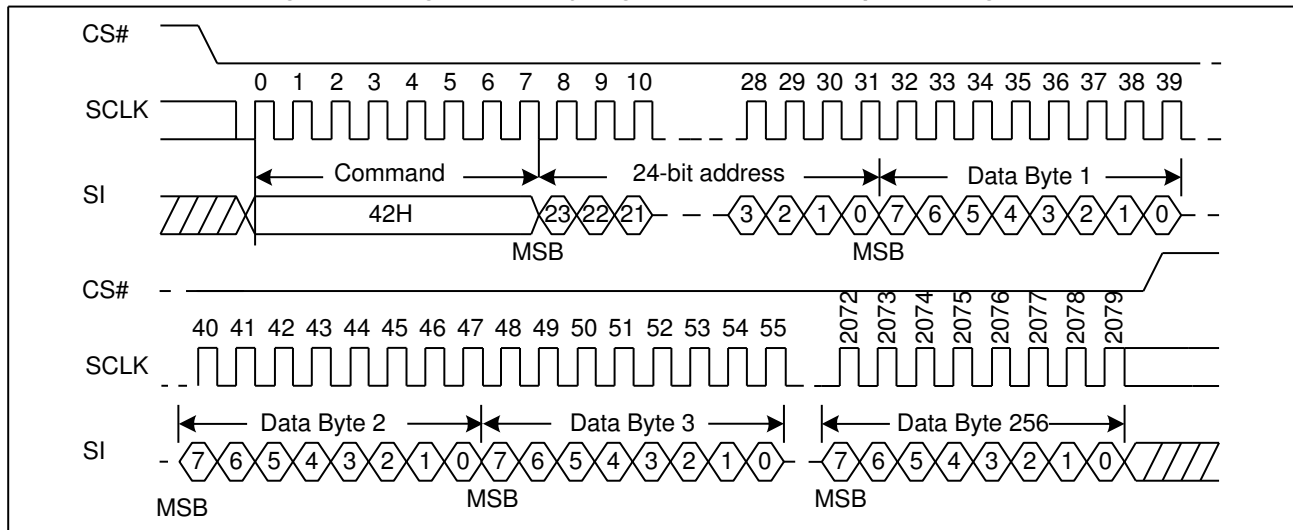 CS#
0 1 2 3 4 5 6 7 8 9 10 28 29 30 31 32 33 34 35 36 37 38 39
SCLK
Command 24-bit address Data Byte 1
SI
42H 23 22 21 3 2 1 0 7 6 5 4 3 2 1 0
MSB MSB
CS#
40 41 42 43 44 45 46 47 48 49 50 51 52 53 54 55 2072 2073 2074 2075 2076 2077 2078 2079
SCLK
Data Byte 2 Data Byte 3 Data Byte 256
SI
7 6 5 4 3 2 1 0 7 6 5 4 3 2 1 0 7 6 5 4 3 2 1 0
MSB MSB MSB